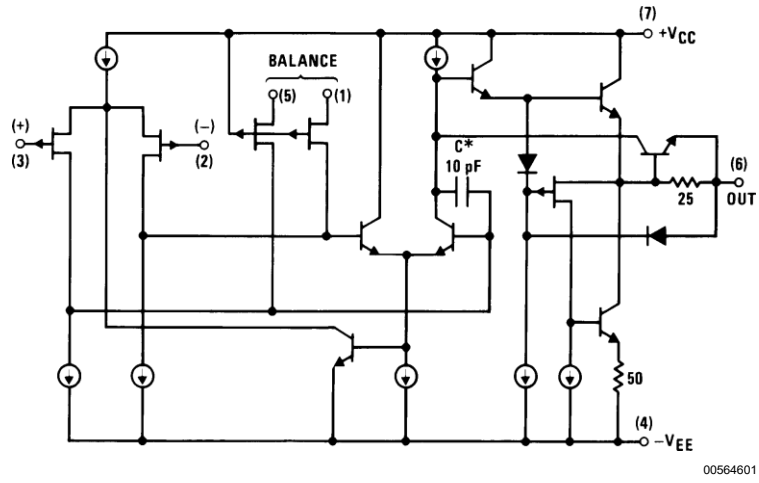 (7)
+VCC
BALANCE
(5)
(1)
(+)
(3)
(−)
(2)
C*
10 pF
(6)
25
OUT
50
(4)
−VEE
00564601